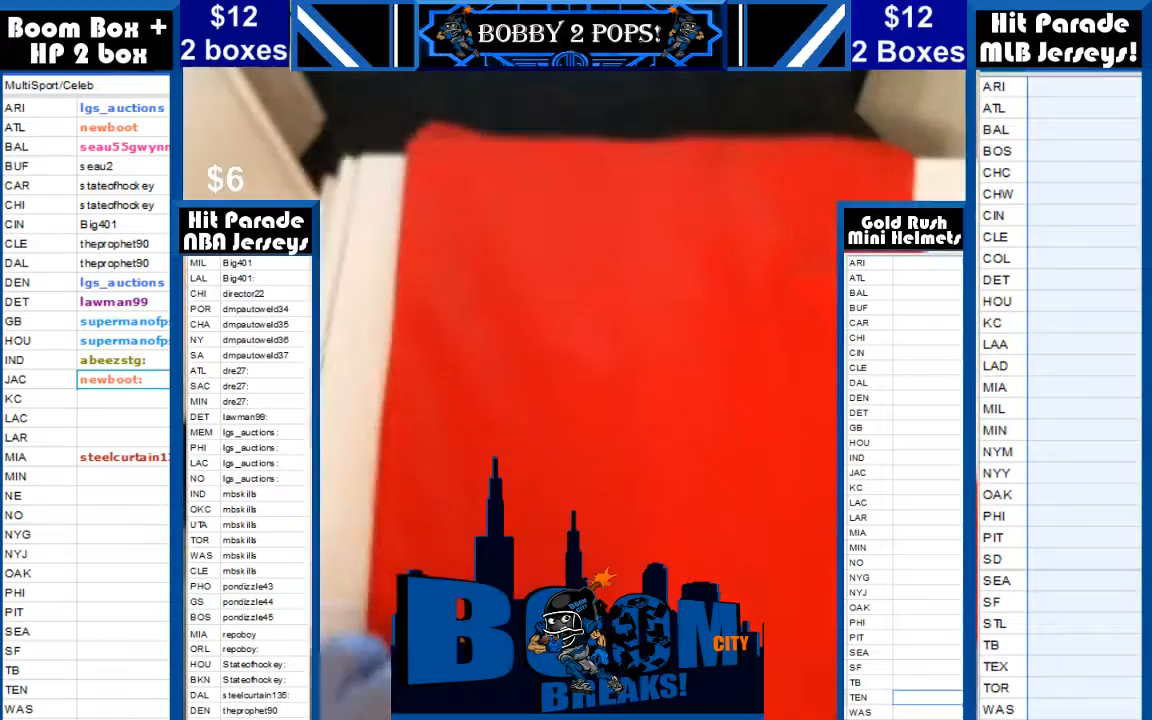 Boom Box +
HP 2 box
MultiSport/Celeb
ARI lgs_auctions
ATL newboot
BAL seau55gwynn
BUF seau2
CAR stateofhockey
CHI stateofhockey
CIN Big401
CLE theprophet90
DAL theprophet90
DEN lgs_auctions
DET lawman99
GB supermanofp
HOU supermanofp
IND abeezstg:
JAC newboot:
KC
LAC
LAR
MIA steelcurtain1
MIN
NE
NO
NYG
NYJ
OAK
PHI
PIT
SEA
SF
TB
TEN
WAS
$12
2 boxes
$6
Hit Parade
NBA Jerseys
MIL Big401
LAL Big401:
CHI director22
POR dmpautoweld34
CHA dmpautoweld35
NY dmpautoweld36
SA dmpautoweld37
ATL dre27:
SAC dre27:
MIN dre27:
DET lawman99:
MEM lgs_auctions:
PHI lgs_auctions:
LAC lgs_auctions:
NO lgs_auctions:
IND mbskills
OKC mbskills
UTA mbskills
TOR mbskills
WAS mbskills
CLE mbskills
PHO pondizzle43
GS pondizzle44
BOS pondizzle45
MIA repoboy
ORL repoboy:
HOU Stateofhockey:
BKN Stateofhockey:
DAL steelcurtain135:
DEN theprophet90
BOBBY 2 POPS!
BOOM
CITY
BREAKS!
$12
2 Boxes
Gold Rush
Mini Helmets
ARI
ATL
BAL
BUF
CAR
CHI
CIN
CLE
DAL
DEN
DET
GB
HOU
IND
JAC
KC
LAC
LAR
MIA
MIN
NO
NYG
NYJ
OAK
PHI
PIT
SEA
SF
TB
TEN
WAS
Hit Parade
MLB Jerseys!
ARI
ATL
BAL
BOS
CHC
CHW
CIN
CLE
COL
DET
HOU
KC
LAA
LAD
MIA
MIL
MIN
NYM
NYY
OAK
PHI
PIT
SD
SEA
SF
STL
TB
TEX
TOR
WAS